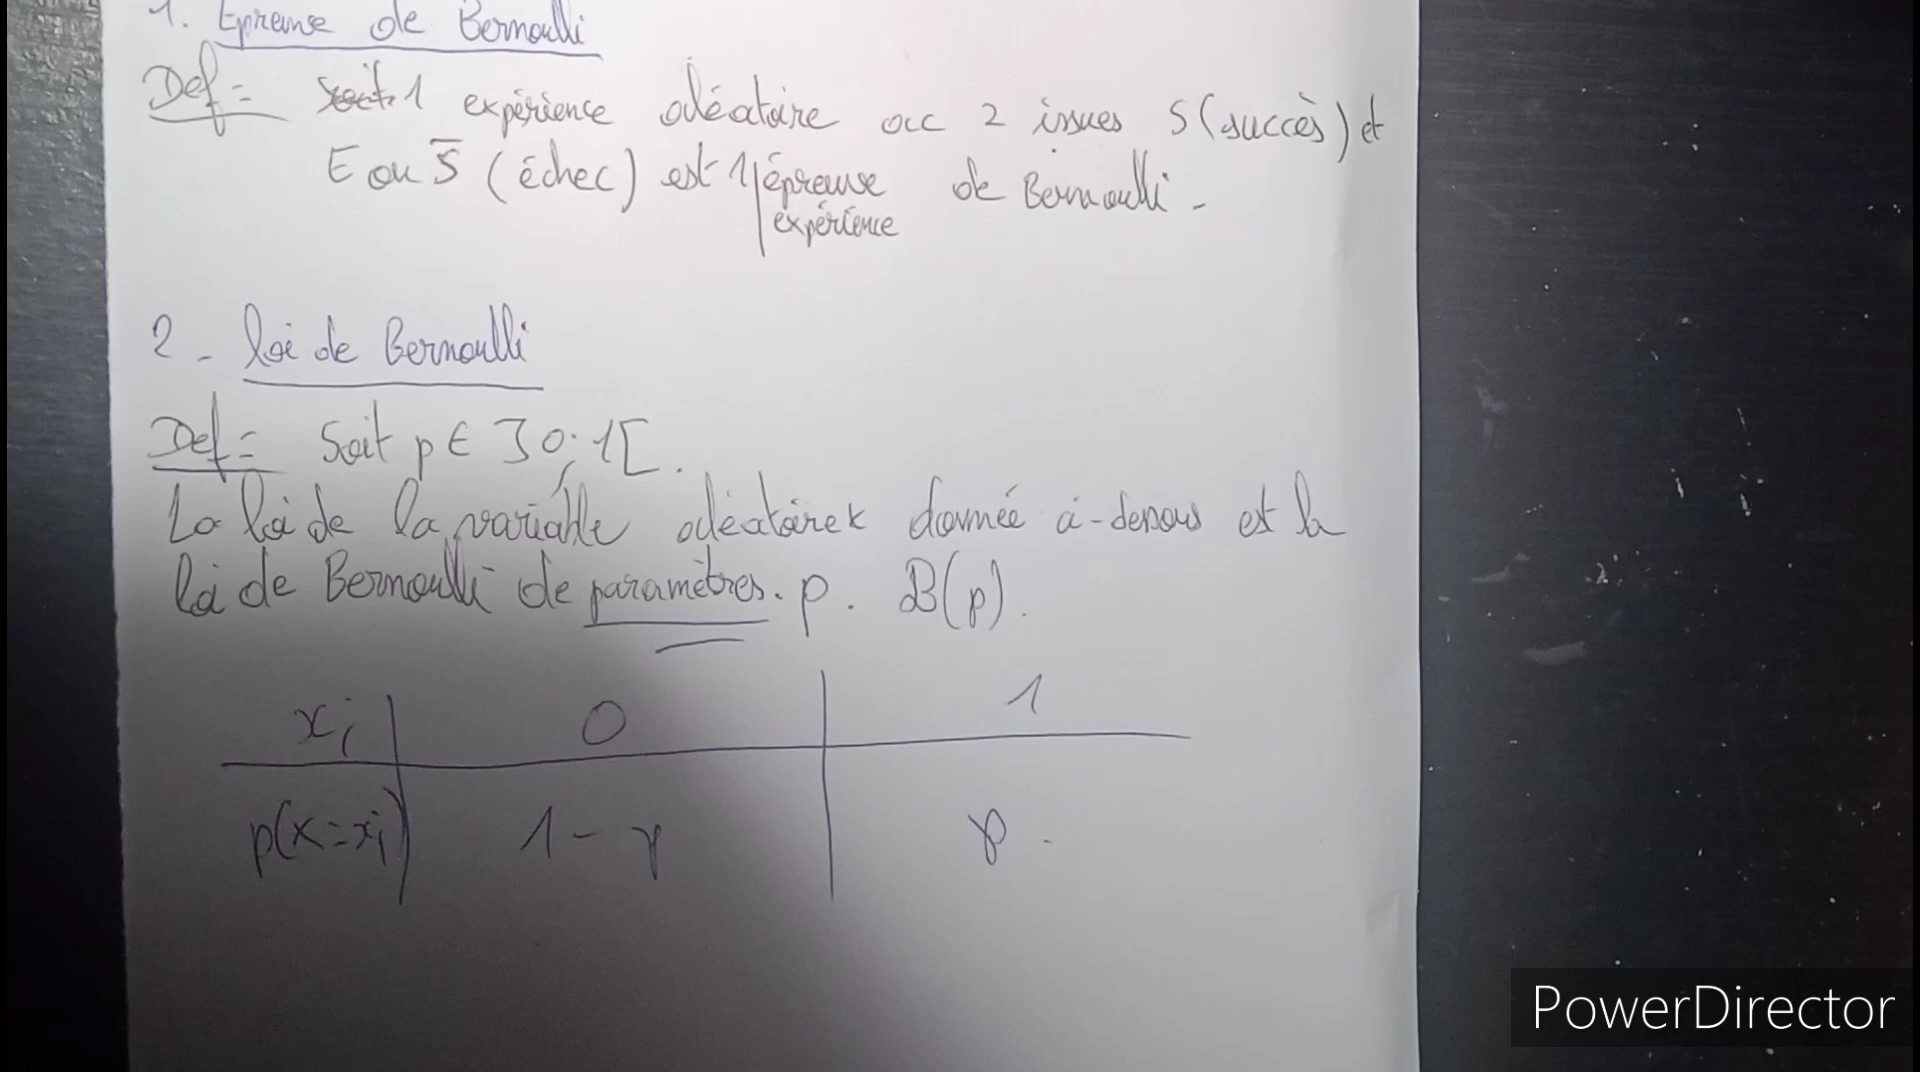 1. Epreuve de Bernoulli
Def= 1 expérience aléatoire acc 2 issues S (succès) et
E ou S̅ (échec) est 1 épreuve de Bernoulli -
expérience
2 - loi de Bernoulli
Def= Soit p ∈ ]0;1[.
La loi de la variable aléatoire X donnée ci-dessous est la
loi de Bernoulli de paramètres. p. B(p).
xi 0 1
p(X=xi) 1-p p.
PowerDirector